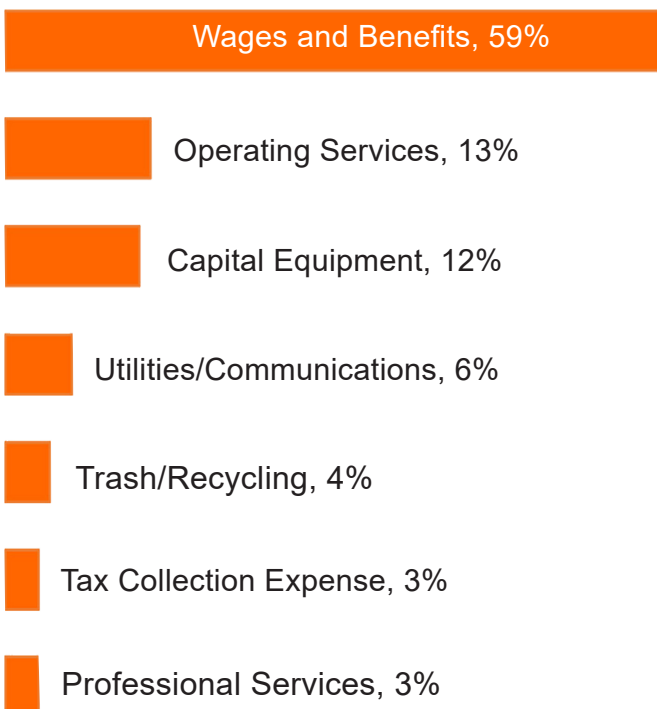 Wages and Benefits, 59%
Operating Services, 13%
Capital Equipment, 12%
Utilities/Communications, 6%
Trash/Recycling, 4%
Tax Collection Expense, 3%
Professional Services, 3%